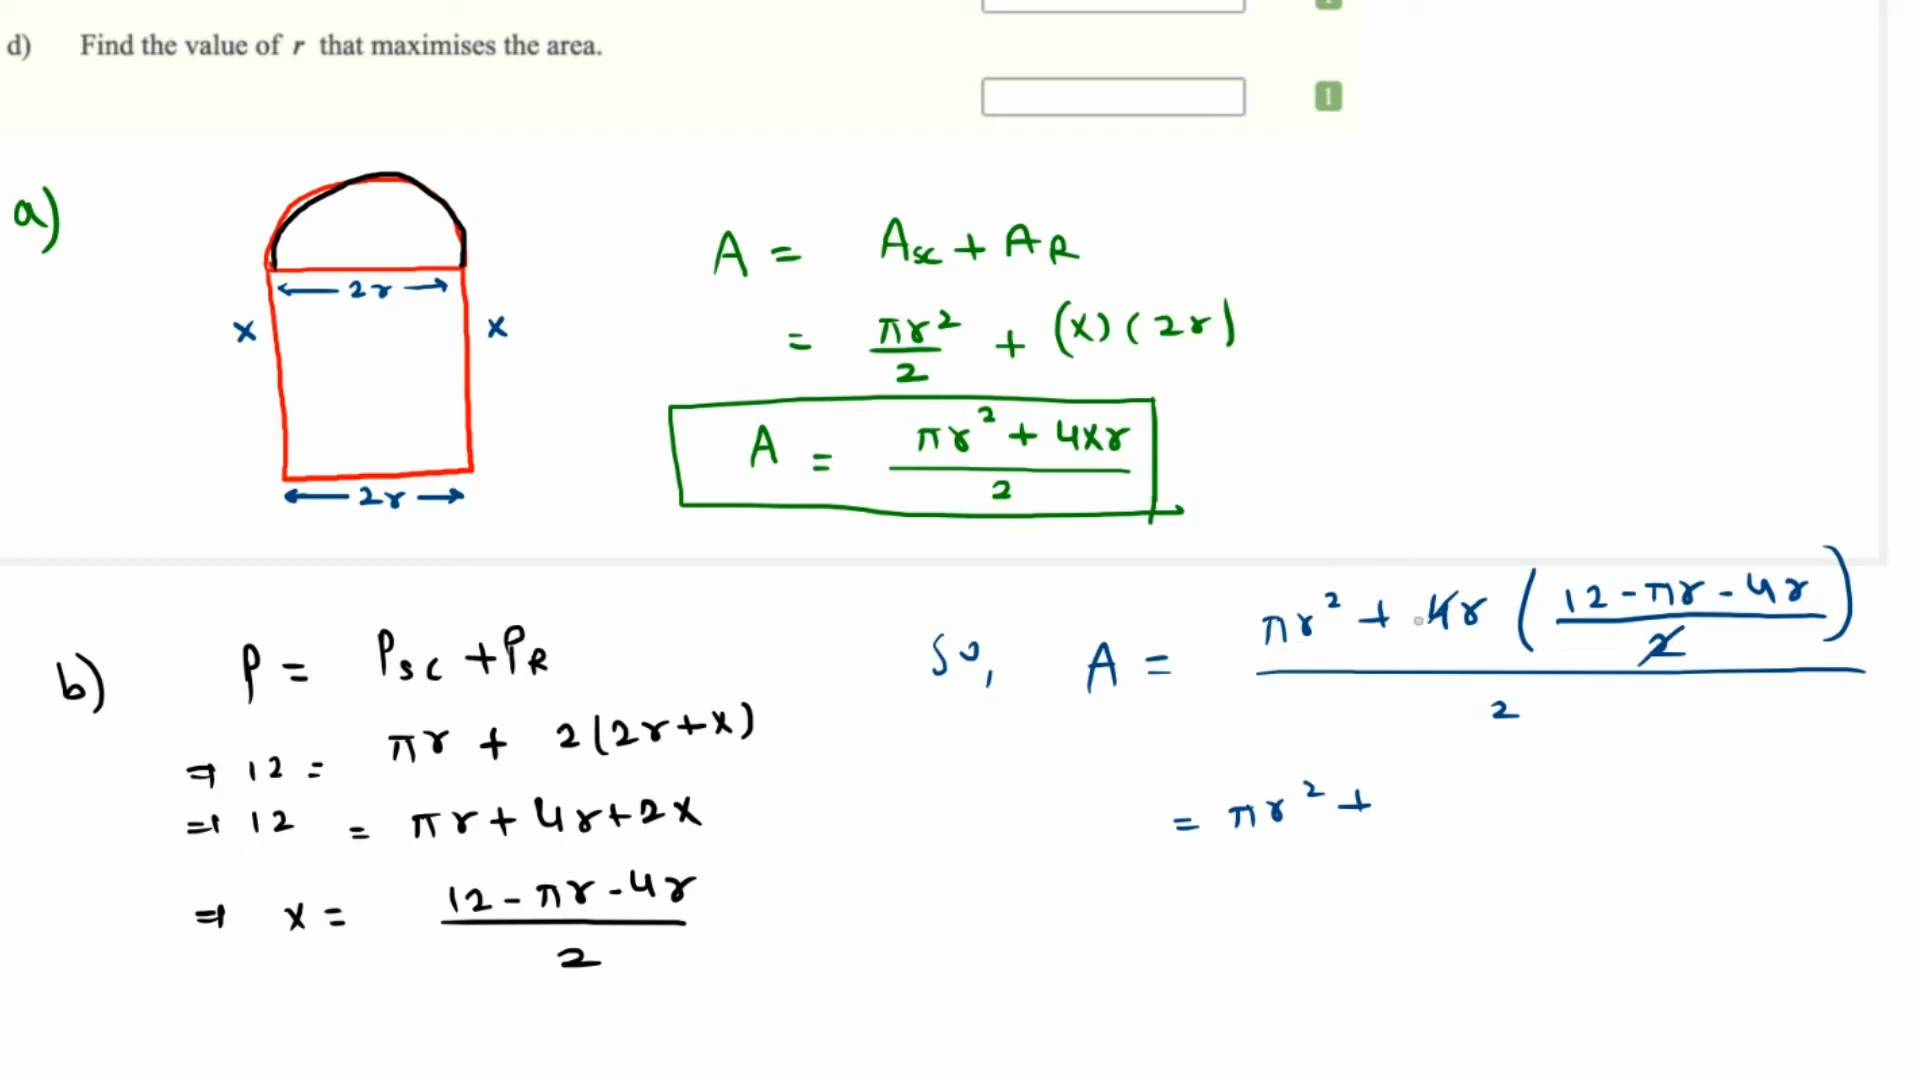 d) Find the value of r that maximises the area.
1
a)
2r
x x
2r
A = Asc + AR
= πr²/2 + (x)(2r)
A = (πr² + 4xr)/2
b) P = Psc + PR
⇒ 12 = πr + 2(2r+x)
⇒ 12 = πr + 4r + 2x
⇒ x = (12 - πr - 4r)/2
So, A = (πr² + 4r((12 - πr - 4r)/2))/2
= πr² +